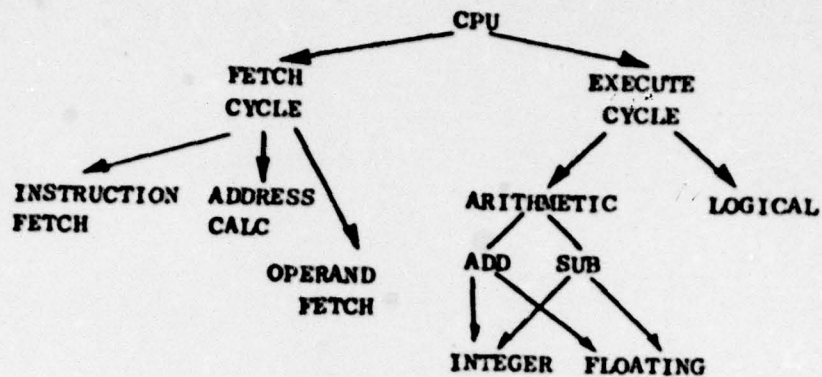 CPU
FETCH
CYCLE
EXECUTE
CYCLE
INSTRUCTION
FETCH
ADDRESS
CALC
OPERAND
FETCH
ARITHMETIC
LOGICAL
ADD
SUB
INTEGER
FLOATING